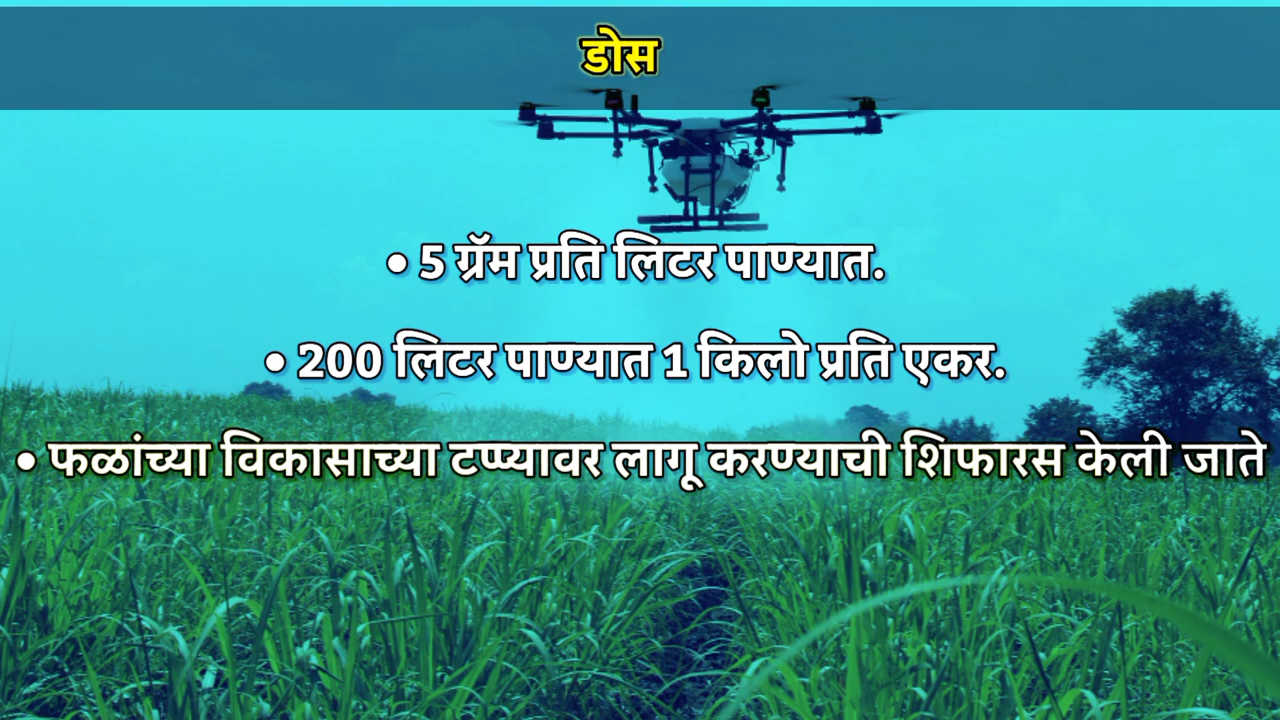 डोस
• 5 ग्रॅम प्रति लिटर पाण्यात.
• 200 लिटर पाण्यात 1 किलो प्रति एकर.
• फळांच्या विकासाच्या टप्प्यावर लागू करण्याची शिफारस केली जाते